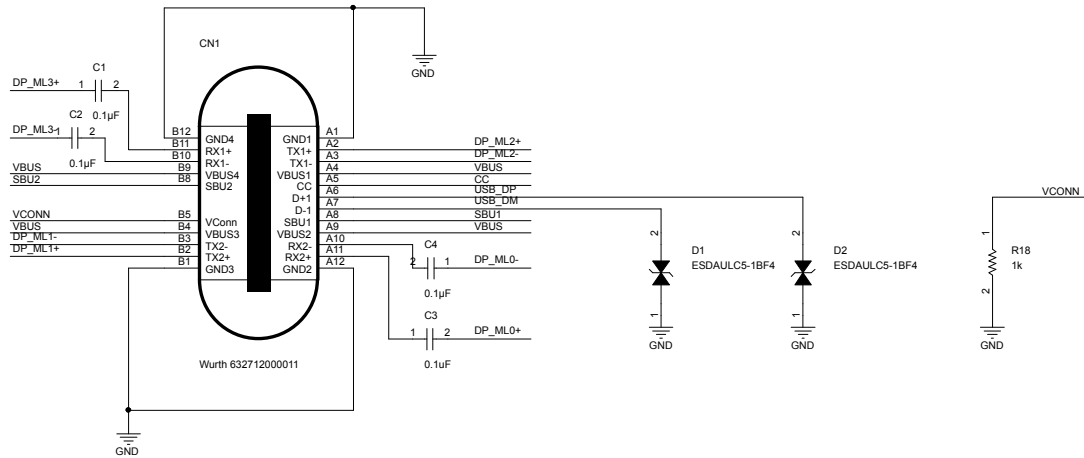 CN1
GND
C1
DP_ML3+ 1 2
0.1µF
C2
DP_ML3- 1 2
0.1µF
B12 GND4 GND1 A1
B11 RX1+ TX1+ A2 DP_ML2+
B10 RX1- TX1- A3 DP_ML2-
VBUS B9 VBUS4 VBUS1 A4 VBUS
SBU2 B8 SBU2 CC A5 CC
D+1 A6 USB_DP
D-1 A7 USB_DM
VCONN B5 VConn SBU1 A8 SBU1
VBUS B4 VBUS3 VBUS2 A9 VBUS
DP_ML1- B3 TX2- RX2- A10
DP_ML1+ B2 TX2+ RX2+ A11
B1 GND3 GND2 A12
C4
2 1 DP_ML0-
0.1µF
C3
1 2 DP_ML0+
0.1uF
Wurth 632712000011
GND
2
D1
ESDAULC5-1BF4
1
GND
2
D2
ESDAULC5-1BF4
1
GND
VCONN
1
R18
1k
2
GND